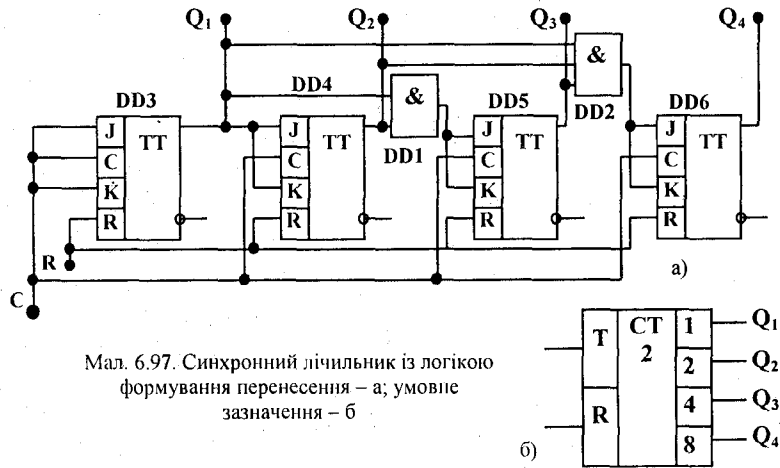 Q1 Q2 Q3 Q4
&
DD4 &
DD3 DD5 DD2 DD6
J TT J TT DD1 J TT J TT
C C C C
K K K K
R R R R
R
а)
C
T CT 1 Q1
2 2 Q2
R 4 Q3
8 Q4
б)
Мал. 6.97. Синхронний лічильник із логікою
формування перенесення – а; умовне
зазначення – б